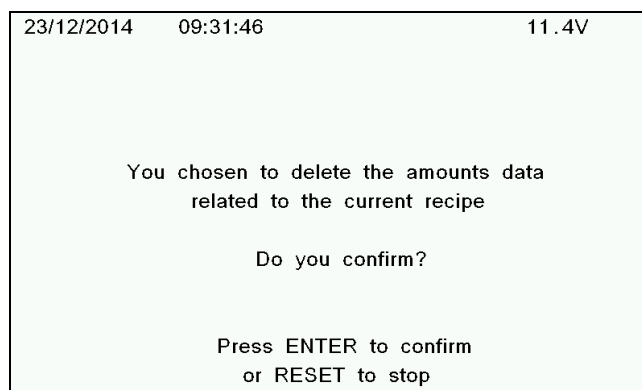 23/12/2014 09:31:46 11.4V
You chosen to delete the amounts data
related to the current recipe
Do you confirm?
Press ENTER to confirm
or RESET to stop